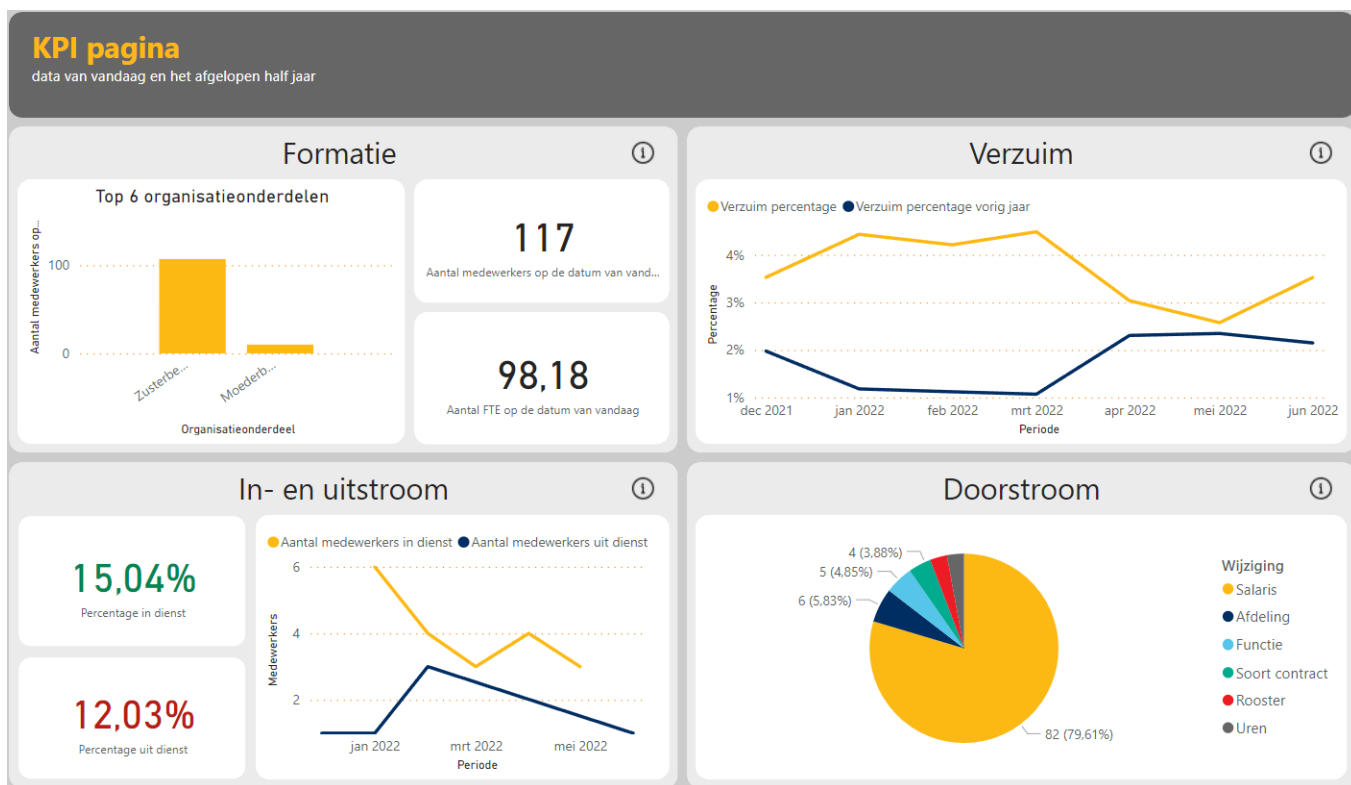 KPI pagina
data van vandaag en het afgelopen half jaar
Formatie
Top 6 organisatieonderdelen
Aantal medewerkers op...
100
0
Zusterbe...
Moederb...
Organisatieonderdeel
117
Aantal medewerkers op de datum van vand...
98,18
Aantal FTE op de datum van vandaag
Verzuim
Verzuim percentage
Verzuim percentage vorig jaar
Percentage
4%
3%
2%
1%
dec 2021
jan 2022
feb 2022
mrt 2022
apr 2022
mei 2022
jun 2022
Periode
In- en uitstroom
15,04%
Percentage in dienst
12,03%
Percentage uit dienst
Aantal medewerkers in dienst
Aantal medewerkers uit dienst
Medewerkers
6
4
2
jan 2022
mrt 2022
mei 2022
Periode
Doorstroom
4 (3,88%)
5 (4,85%)
6 (5,83%)
82 (79,61%)
Wijziging
Salaris
Afdeling
Functie
Soort contract
Rooster
Uren